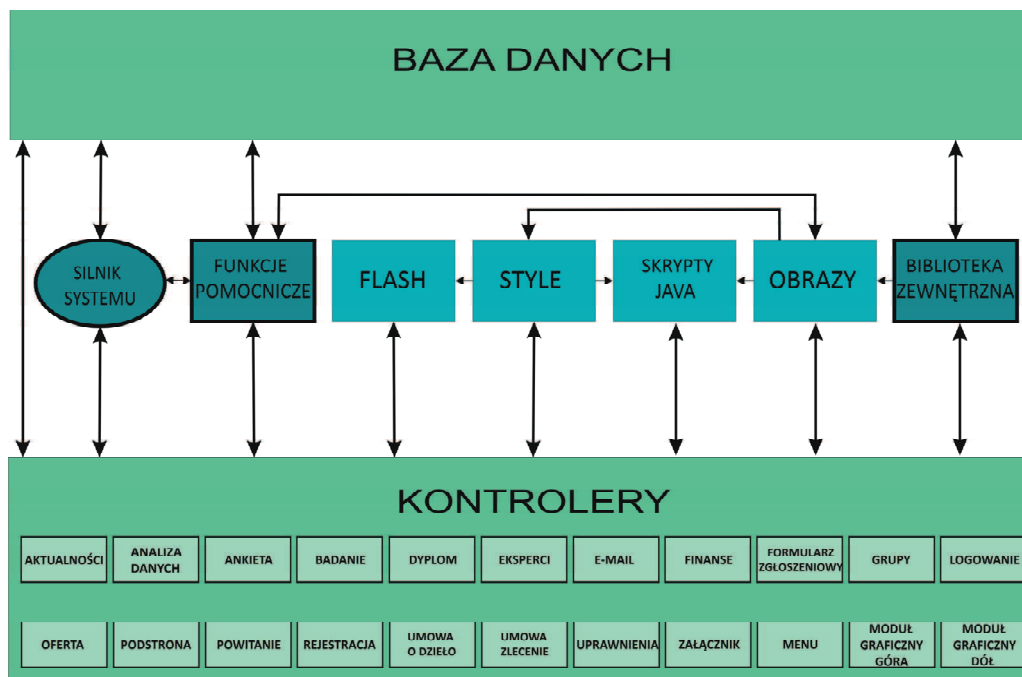 BAZA DANYCH
SILNIK
SYSTEMU
FUNKCJE
POMOCNICZE
FLASH
STYLE
SKRYPTY
JAVA
OBRAZY
BIBLIOTEKA
ZEWNĘTRZNA
KONTROLERY
AKTUALNOŚCI
ANALIZA
DANYCH
ANKIETA
BADANIE
DYPLOM
EKSPERCI
E-MAIL
FINANSE
FORMULARZ
ZGŁOSZENIOWY
GRUPY
LOGOWANIE
OFERTA
PODSTRONA
POWITANIE
REJESTRACJA
UMOWA
O DZIEŁO
UMOWA
ZLECENIE
UPRAWNIENIA
ZAŁĄCZNIK
MENU
MODUŁ
GRAFICZNY
GÓRA
MODUŁ
GRAFICZNY
DÓŁ